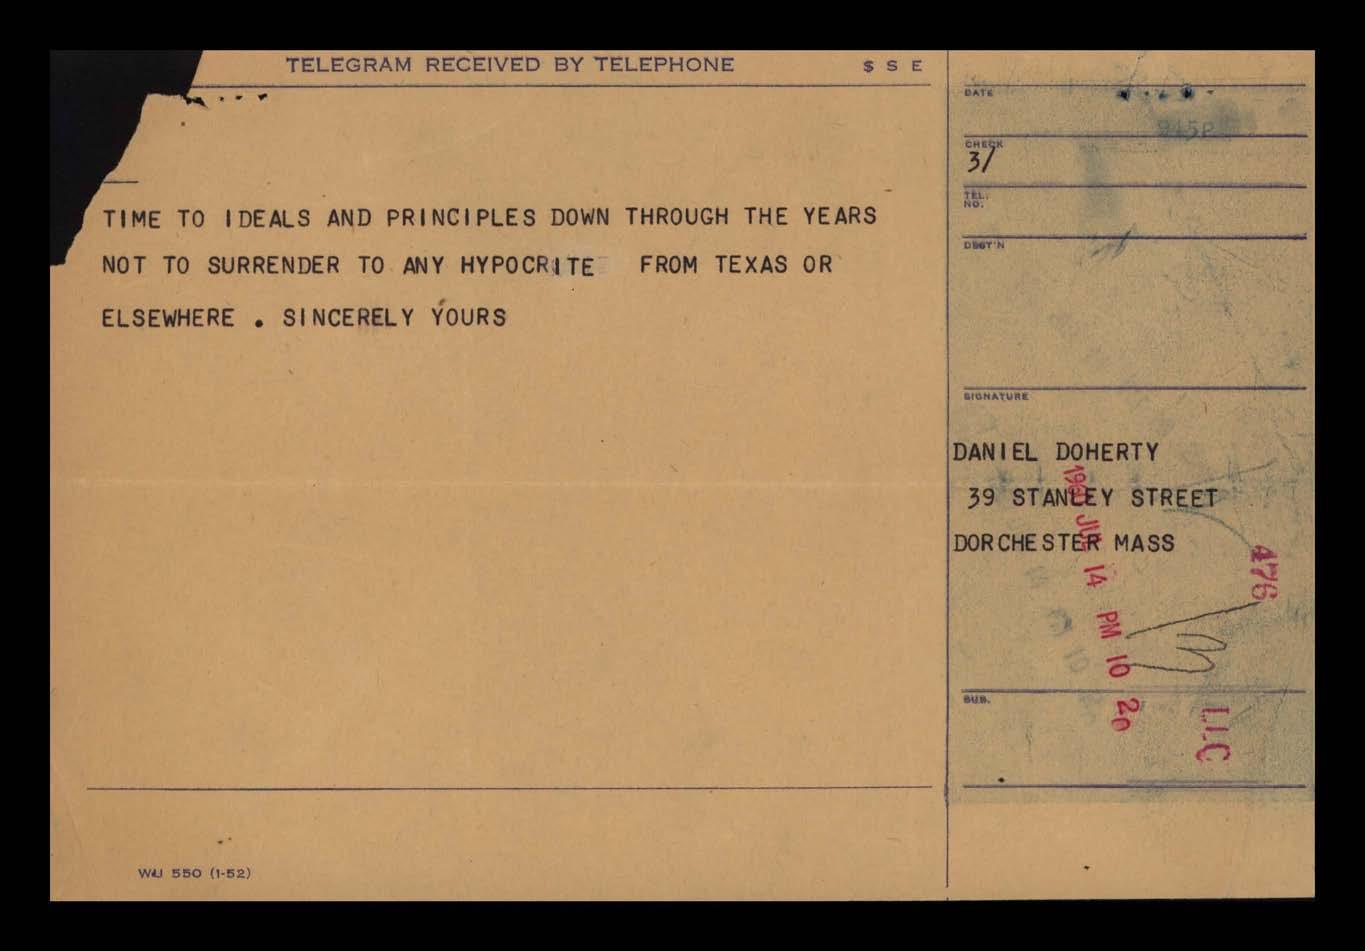 TELEGRAM RECEIVED BY TELEPHONE $ S E
TIME TO IDEALS AND PRINCIPLES DOWN THROUGH THE YEARS
NOT TO SURRENDER TO ANY HYPOCRITE FROM TEXAS OR
ELSEWHERE . SINCERELY YOURS
WU 550 (1-52)
DATE
945P
CHECK
31
TEL.
NO.
DEST'N
SIGNATURE
DANIEL DOHERTY
39 STANLEY STREET
DORCHESTER MASS
JUL 14 PM 10 20
476
SUB.